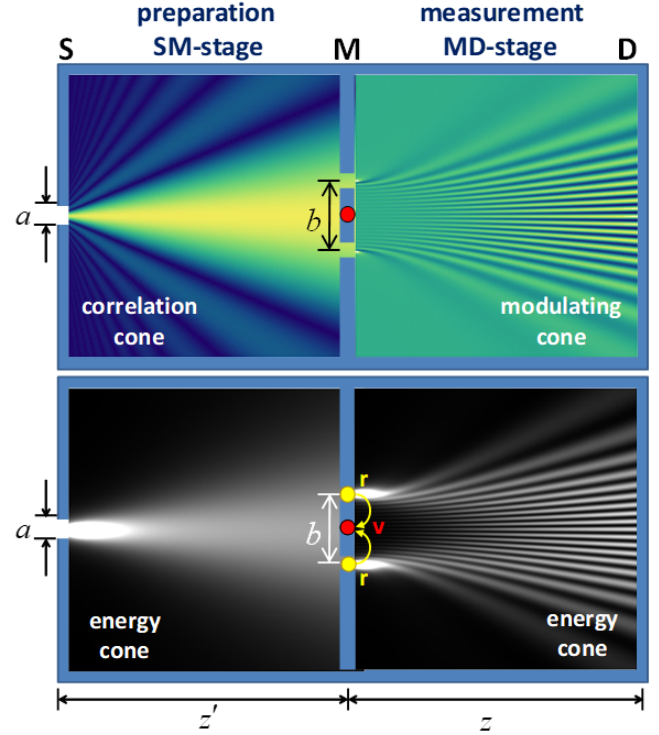 preparation measurement
S SM-stage M MD-stage D
a b
correlation modulating
cone cone
r
a b v
r
energy energy
cone cone
z′ z